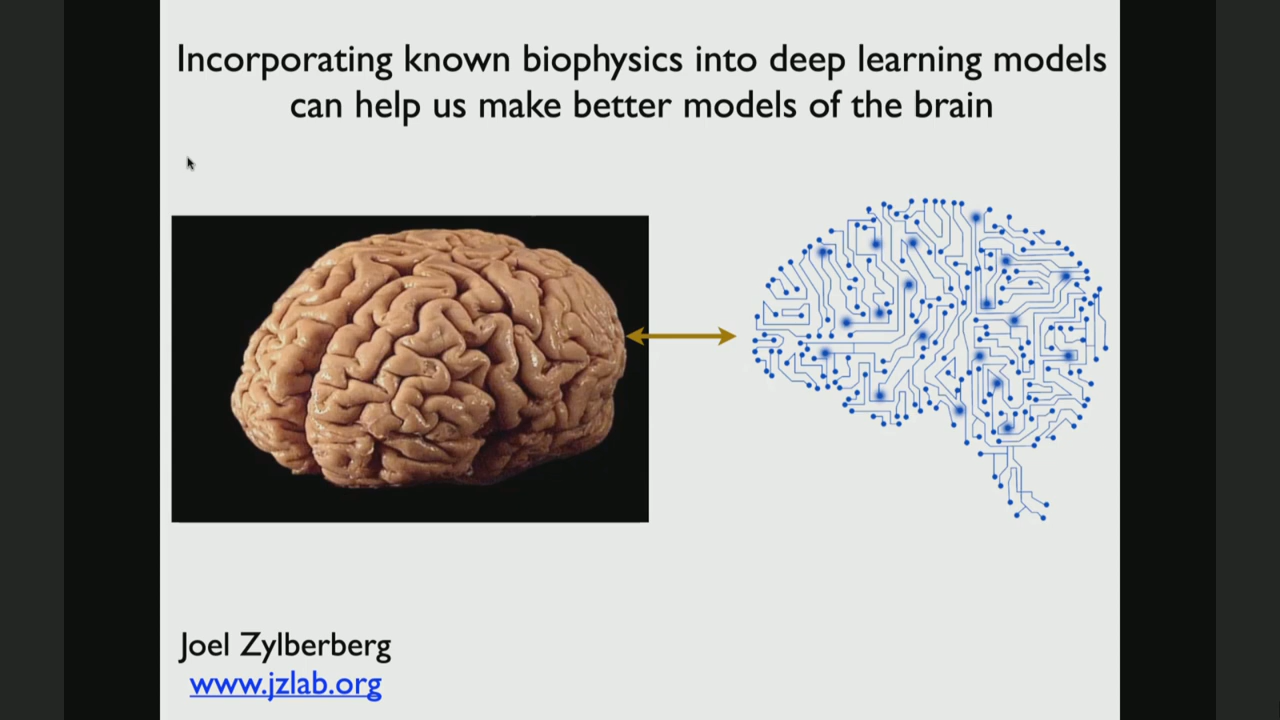 Incorporating known biophysics into deep learning models
can help us make better models of the brain
Joel Zylberberg
www.jzlab.org